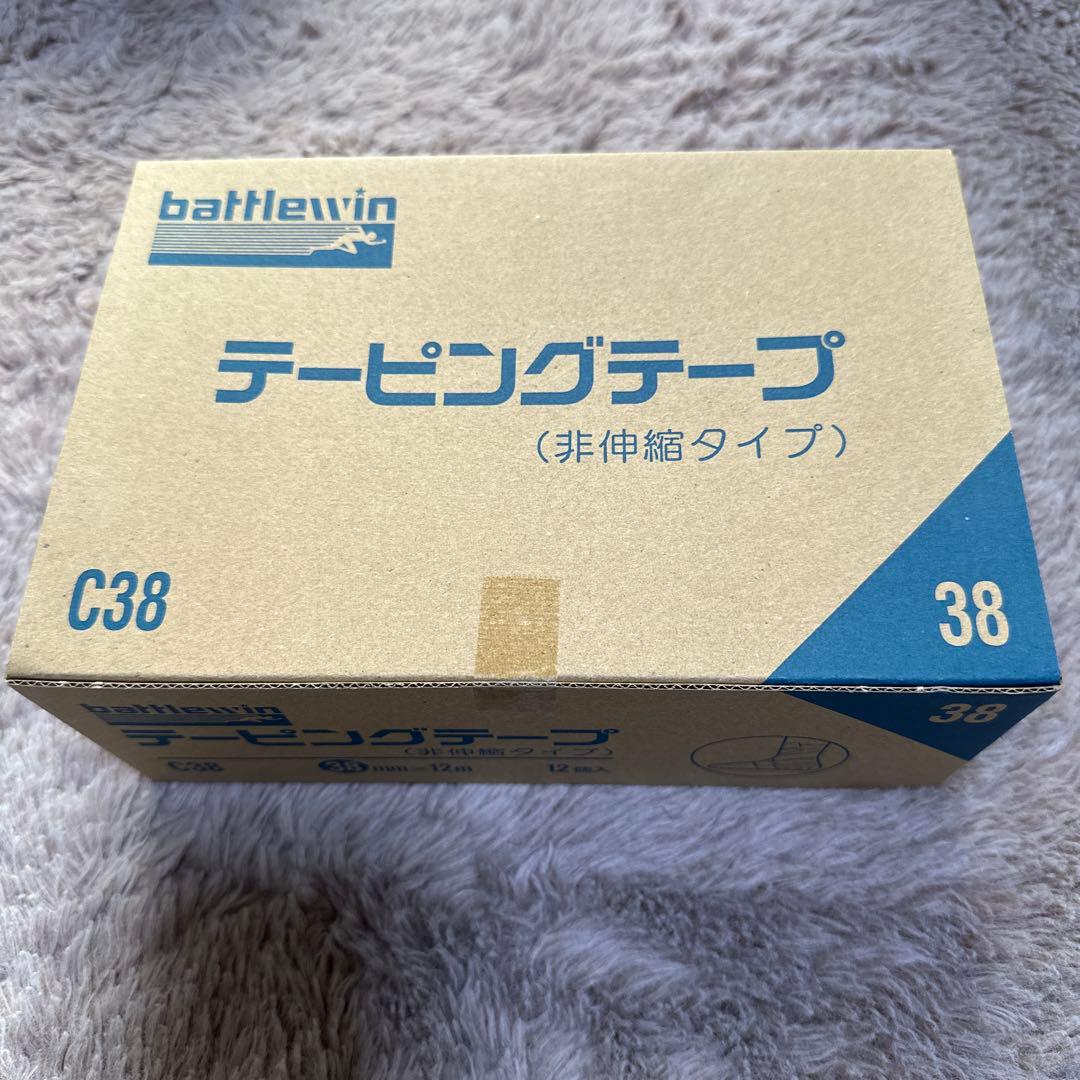 battlewin
テーピングテープ
（非伸縮タイプ）
C38
38
battlewin
38
テーピングテープ
（非伸縮タイプ）
C38 38mm×12m 12個入